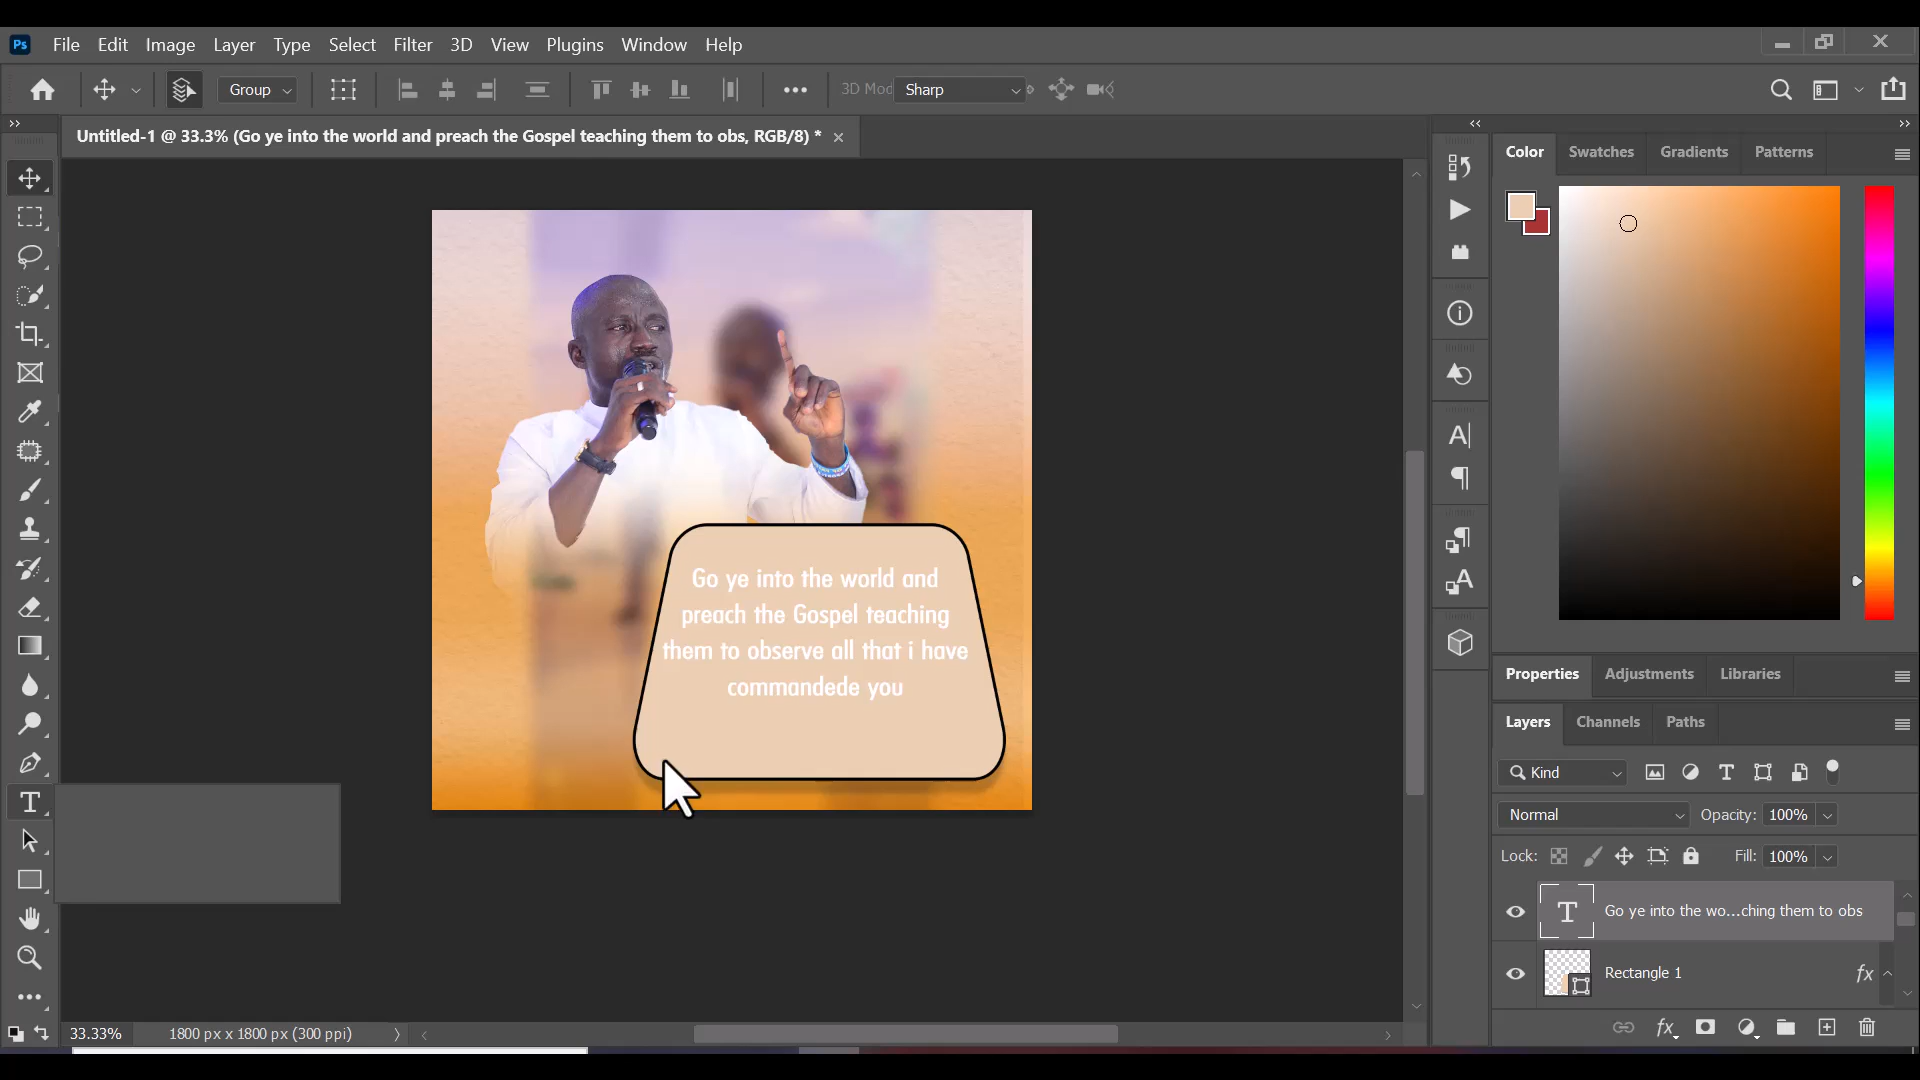 Ps File Edit Image Layer Type Select Filter 3D View Plugins Window Help
Group 3D Mod Sharp
Untitled-1 @ 33.3% (Go ye into the world and preach the Gospel teaching them to obs, RGB/8) *
Color Swatches Gradients Patterns
Go ye into the world and
preach the Gospel teaching
them to observe all that i have
commandede you
Properties Adjustments Libraries
Layers Channels Paths
Kind
Normal Opacity: 100%
Lock: Fill: 100%
Go ye into the wo...ching them to obs
Rectangle 1 fx
33.33% 1800 px x 1800 px (300 ppi)
fx